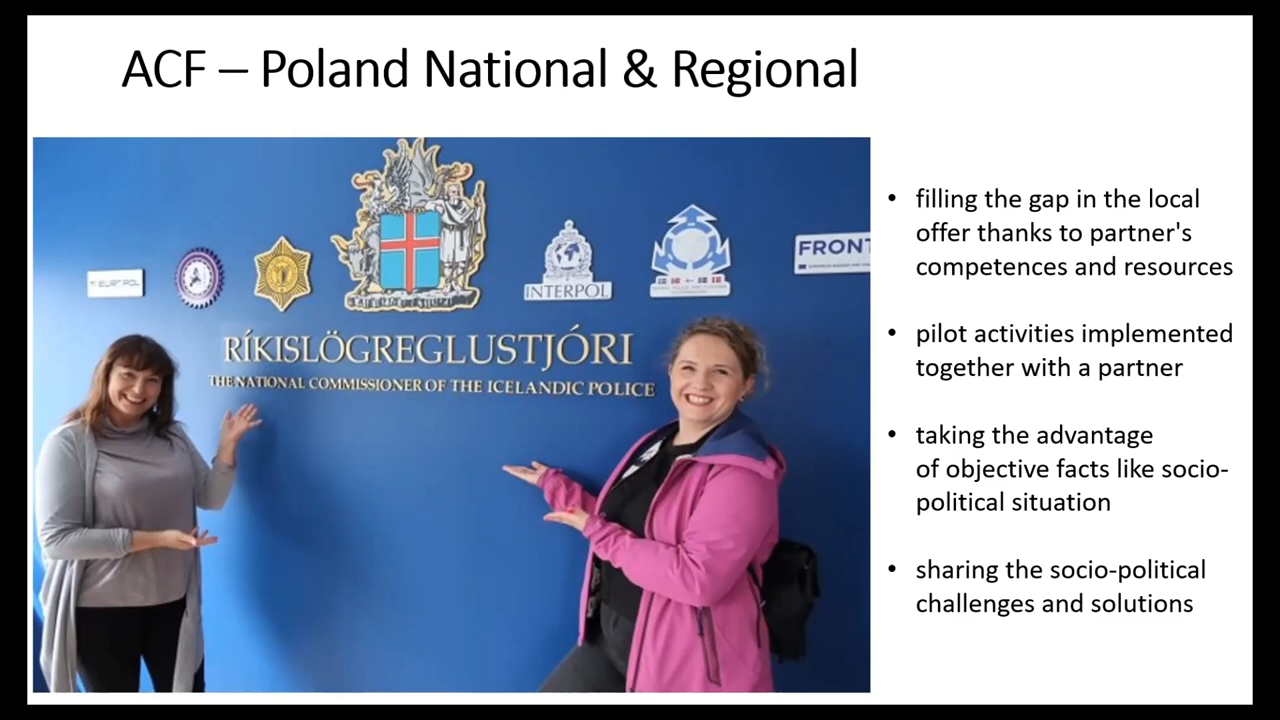 ACF – Poland National & Regional
EUROPOL
INTERPOL
FRONT
RÍKISLÖGREGLUSTJÓRI
THE NATIONAL COMMISSIONER OF THE ICELANDIC POLICE
• filling the gap in the local
offer thanks to partner's
competences and resources
• pilot activities implemented
together with a partner
• taking the advantage
of objective facts like socio-
political situation
• sharing the socio-political
challenges and solutions